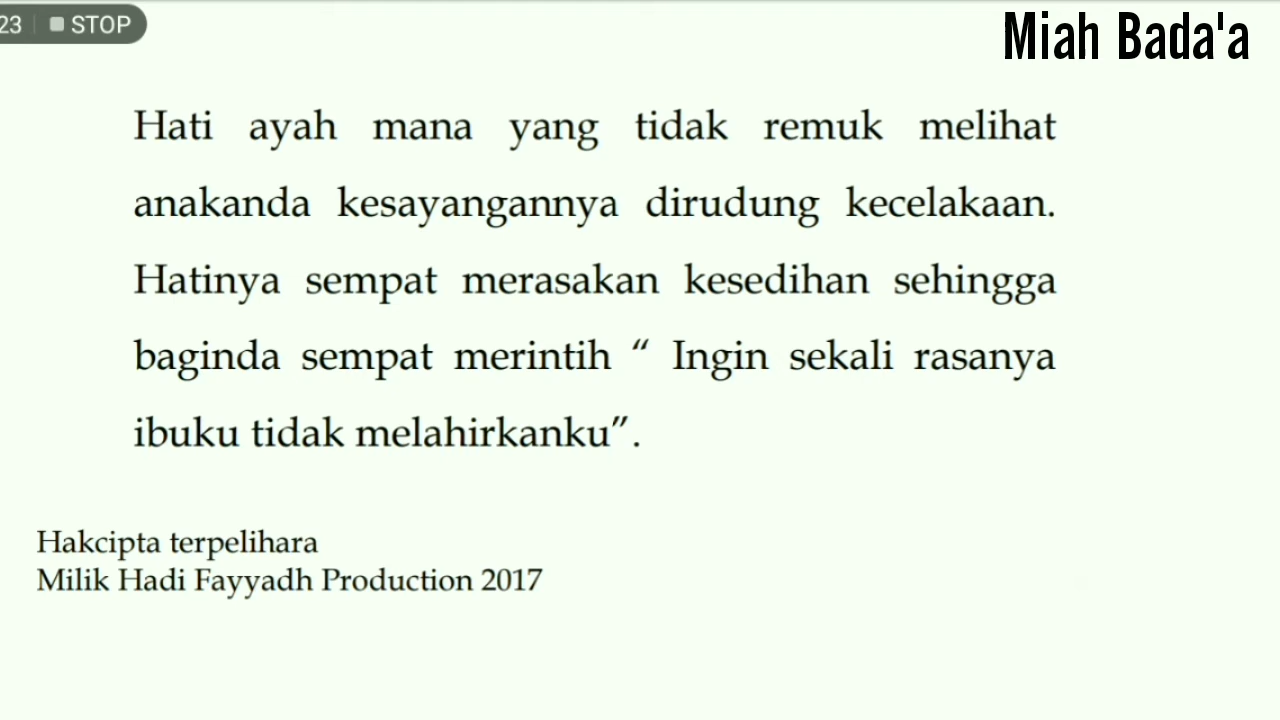 23 STOP
Miah Bada'a
Hati ayah mana yang tidak remuk melihat
anakanda kesayangannya dirudung kecelakaan.
Hatinya sempat merasakan kesedihan sehingga
baginda sempat merintih “ Ingin sekali rasanya
ibuku tidak melahirkanku”.
Hakcipta terpelihara
Milik Hadi Fayyadh Production 2017